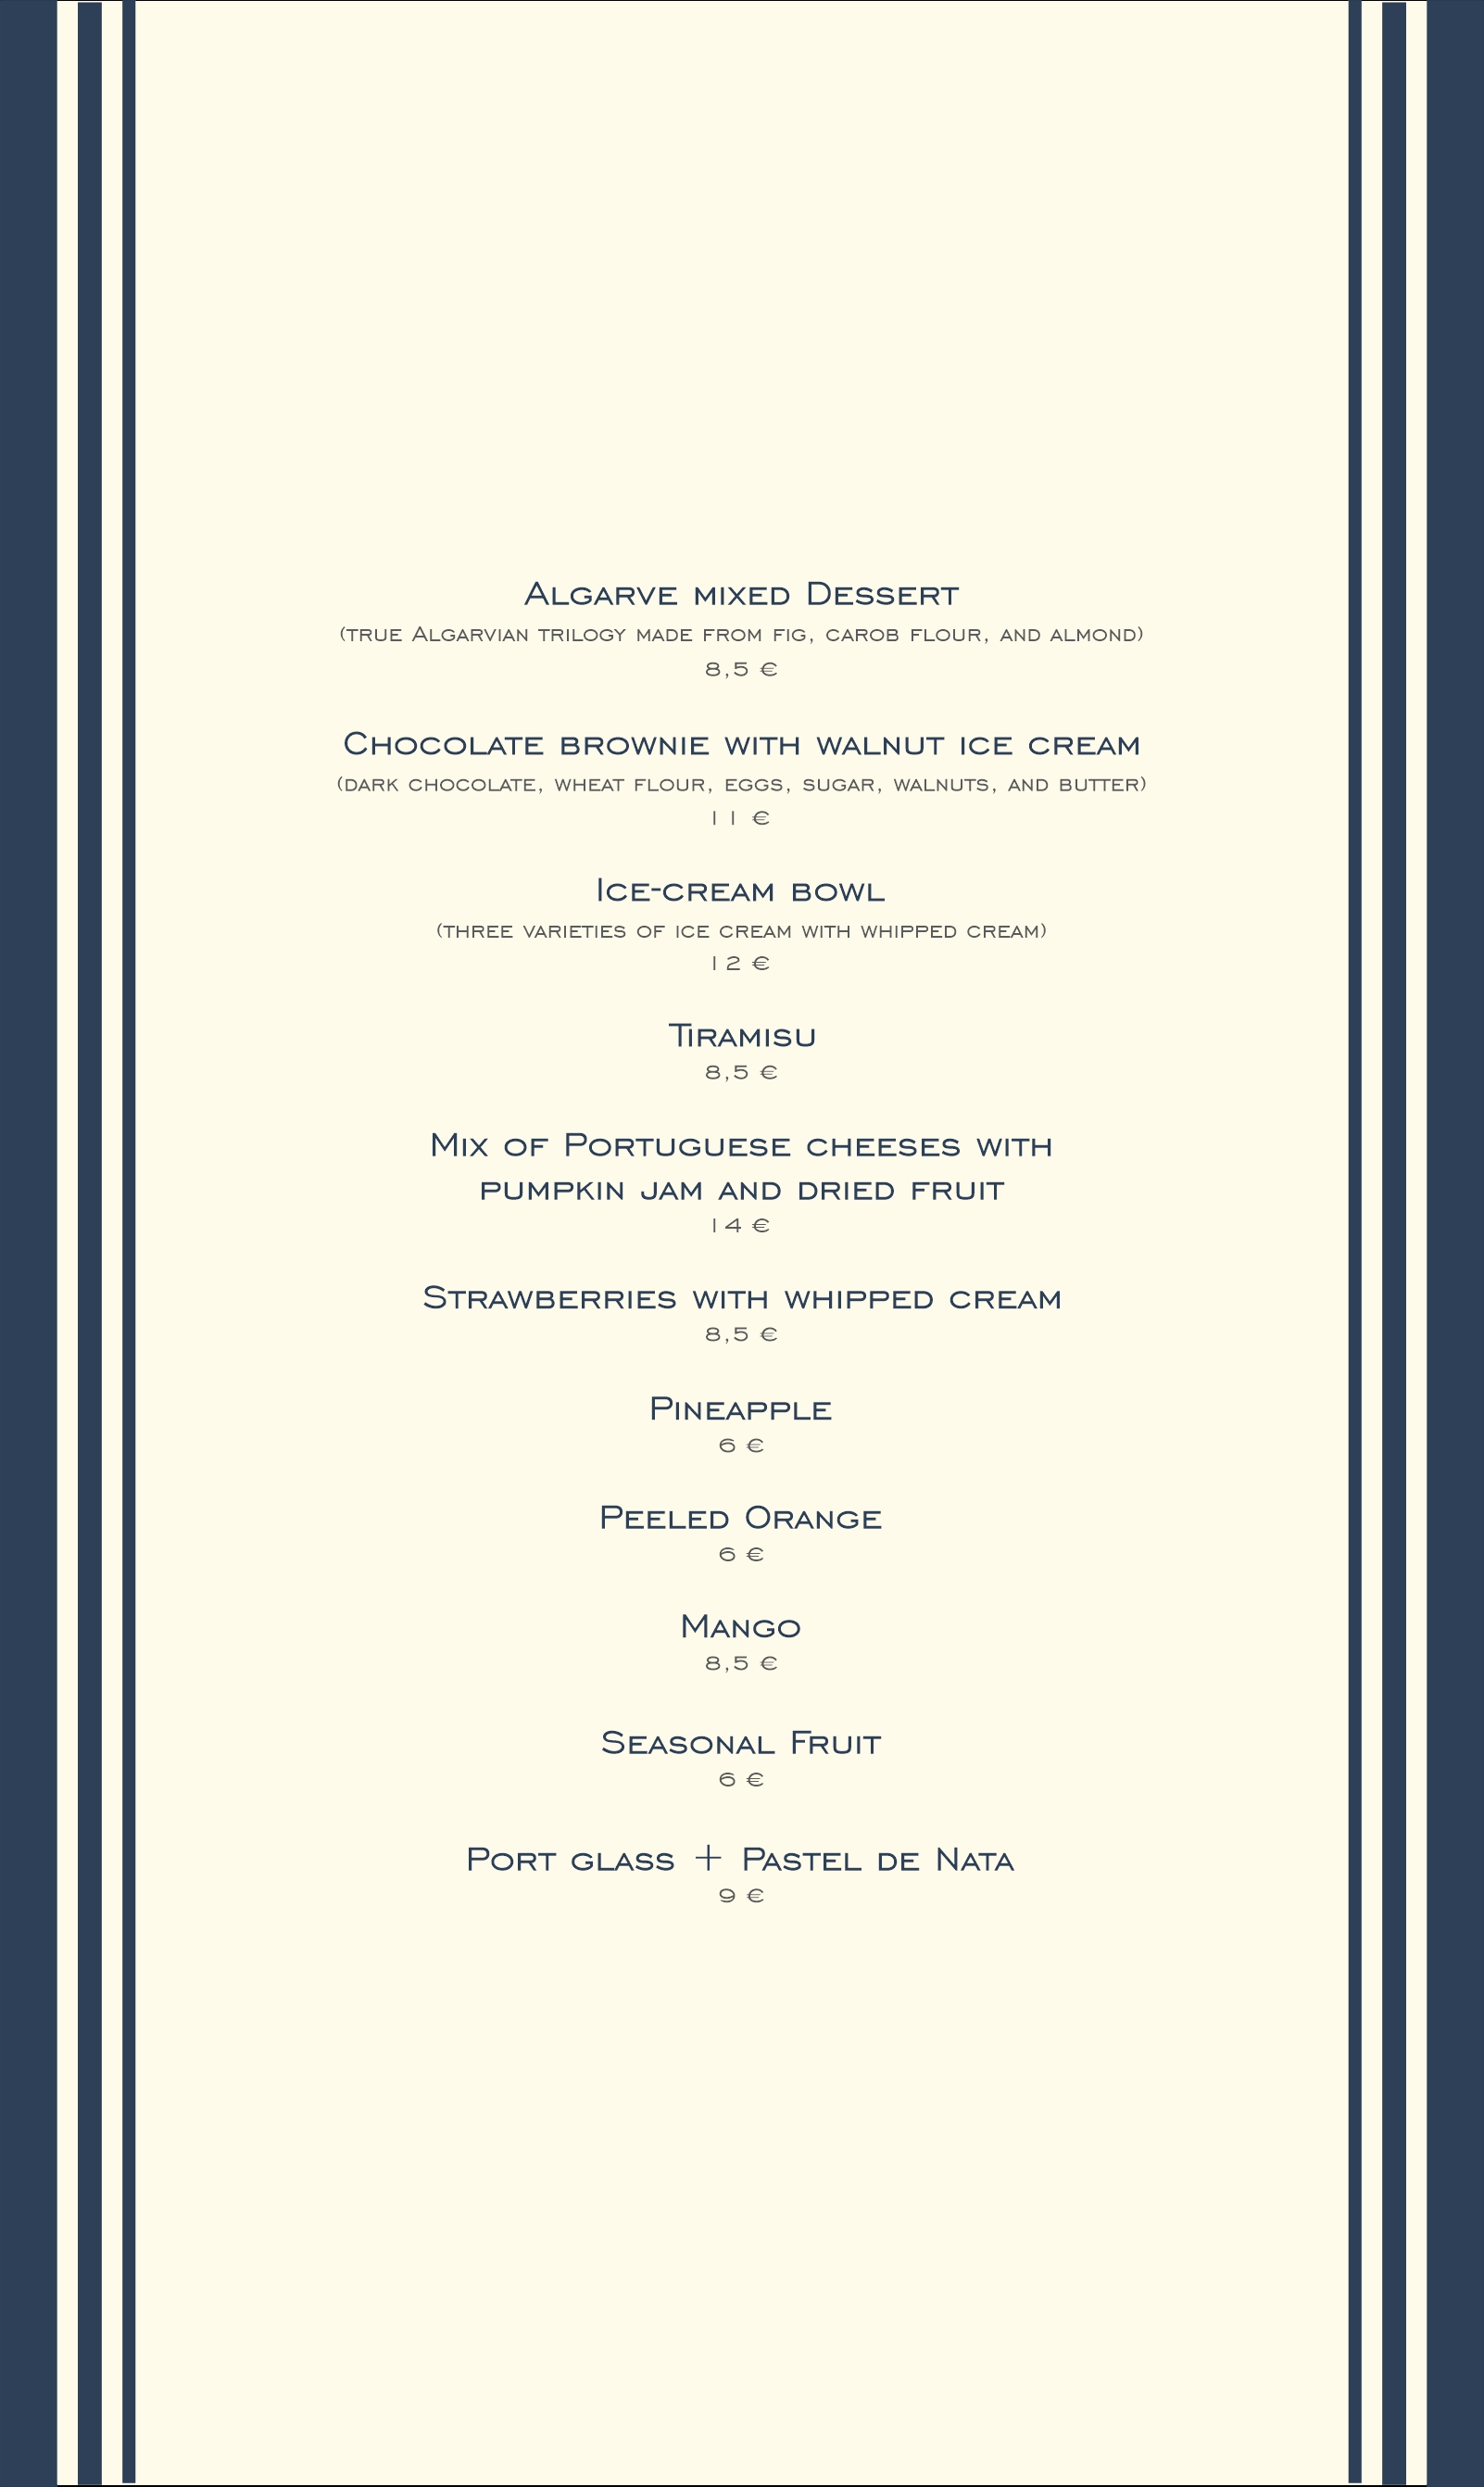 Algarve mixed Dessert
(true Algarvian trilogy made from fig, carob flour, and almond)
8,5 €
Chocolate brownie with walnut ice cream
(dark chocolate, wheat flour, eggs, sugar, walnuts, and butter)
11 €
Ice-cream bowl
(three varieties of ice cream with whipped cream)
12 €
Tiramisu
8,5 €
Mix of Portuguese cheeses with
pumpkin jam and dried fruit
14 €
Strawberries with whipped cream
8,5 €
Pineapple
6 €
Peeled Orange
6 €
Mango
8,5 €
Seasonal Fruit
6 €
Port glass + Pastel de Nata
9 €